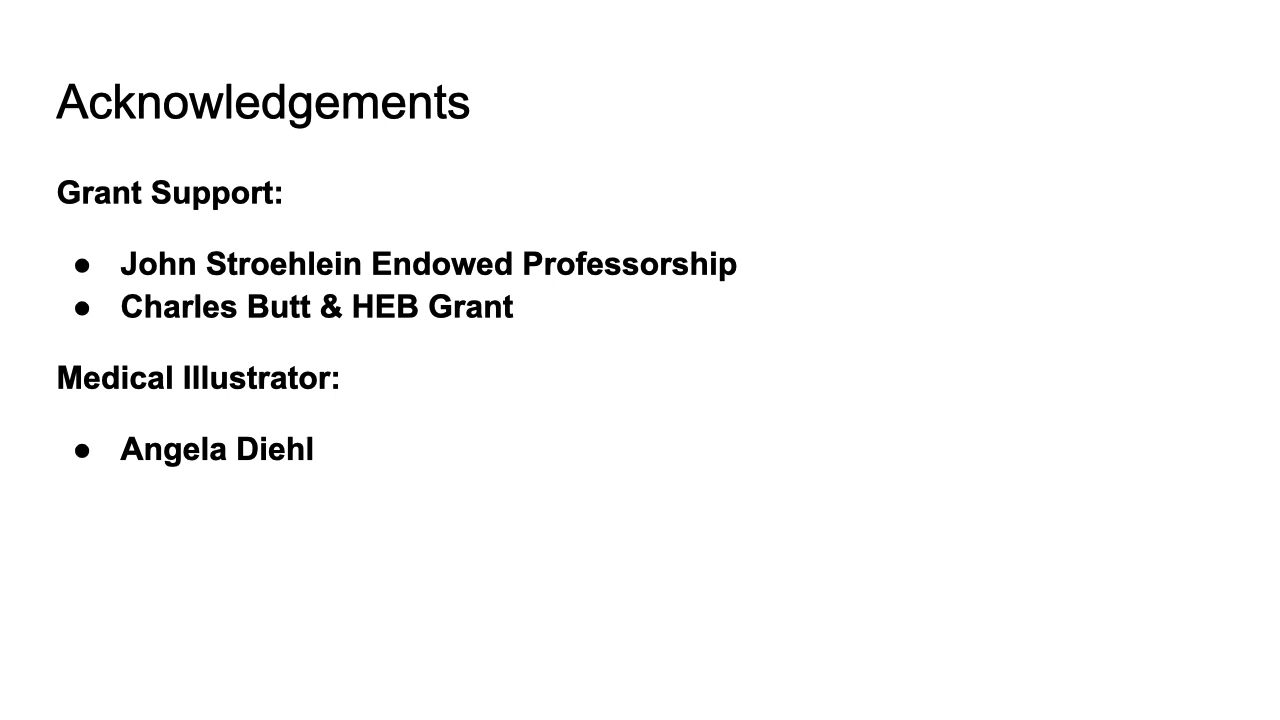 Acknowledgements
Grant Support:
● John Stroehlein Endowed Professorship
● Charles Butt & HEB Grant
Medical Illustrator:
● Angela Diehl